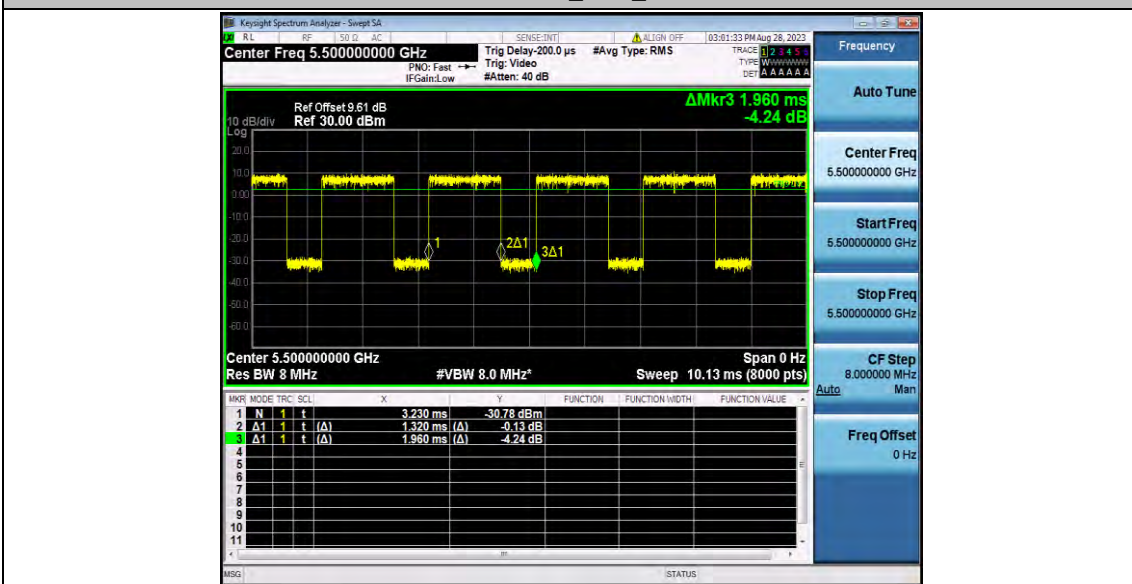 Keysight Spectrum Analyzer - Swept SA
RL RF 50 Ω AC SENSE:INT ALIGN OFF 03:01:33 PM Aug 28, 2023
Center Freq 5.500000000 GHz
PNO: Fast
IFGain:Low
Trig Delay-200.0 µs
Trig: Video
#Atten: 40 dB
#Avg Type: RMS
TRACE 1 2 3 4 5 6
TYPE W
DET A A A A A A
ΔMkr3 1.960 ms
-4.24 dB
Ref Offset 9.61 dB
10 dB/div Ref 30.00 dBm
Log
20.0
10.0
0.00
-10.0
-20.0
-30.0
-40.0
-50.0
-60.0
1
2Δ1
3Δ1
Center 5.500000000 GHz Span 0 Hz
Res BW 8 MHz #VBW 8.0 MHz* Sweep 10.13 ms (8000 pts)
MKR MODE TRC SCL X Y FUNCTION FUNCTION WIDTH FUNCTION VALUE
1 N 1 t 3.230 ms -30.78 dBm
2 Δ1 1 t (Δ) 1.320 ms (Δ) -0.13 dB
3 Δ1 1 t (Δ) 1.960 ms (Δ) -4.24 dB
4
5
6
7
8
9
10
11
MSG STATUS
Frequency
Auto Tune
Center Freq
5.500000000 GHz
Start Freq
5.500000000 GHz
Stop Freq
5.500000000 GHz
CF Step
8.000000 MHz
Auto Man
Freq Offset
0 Hz